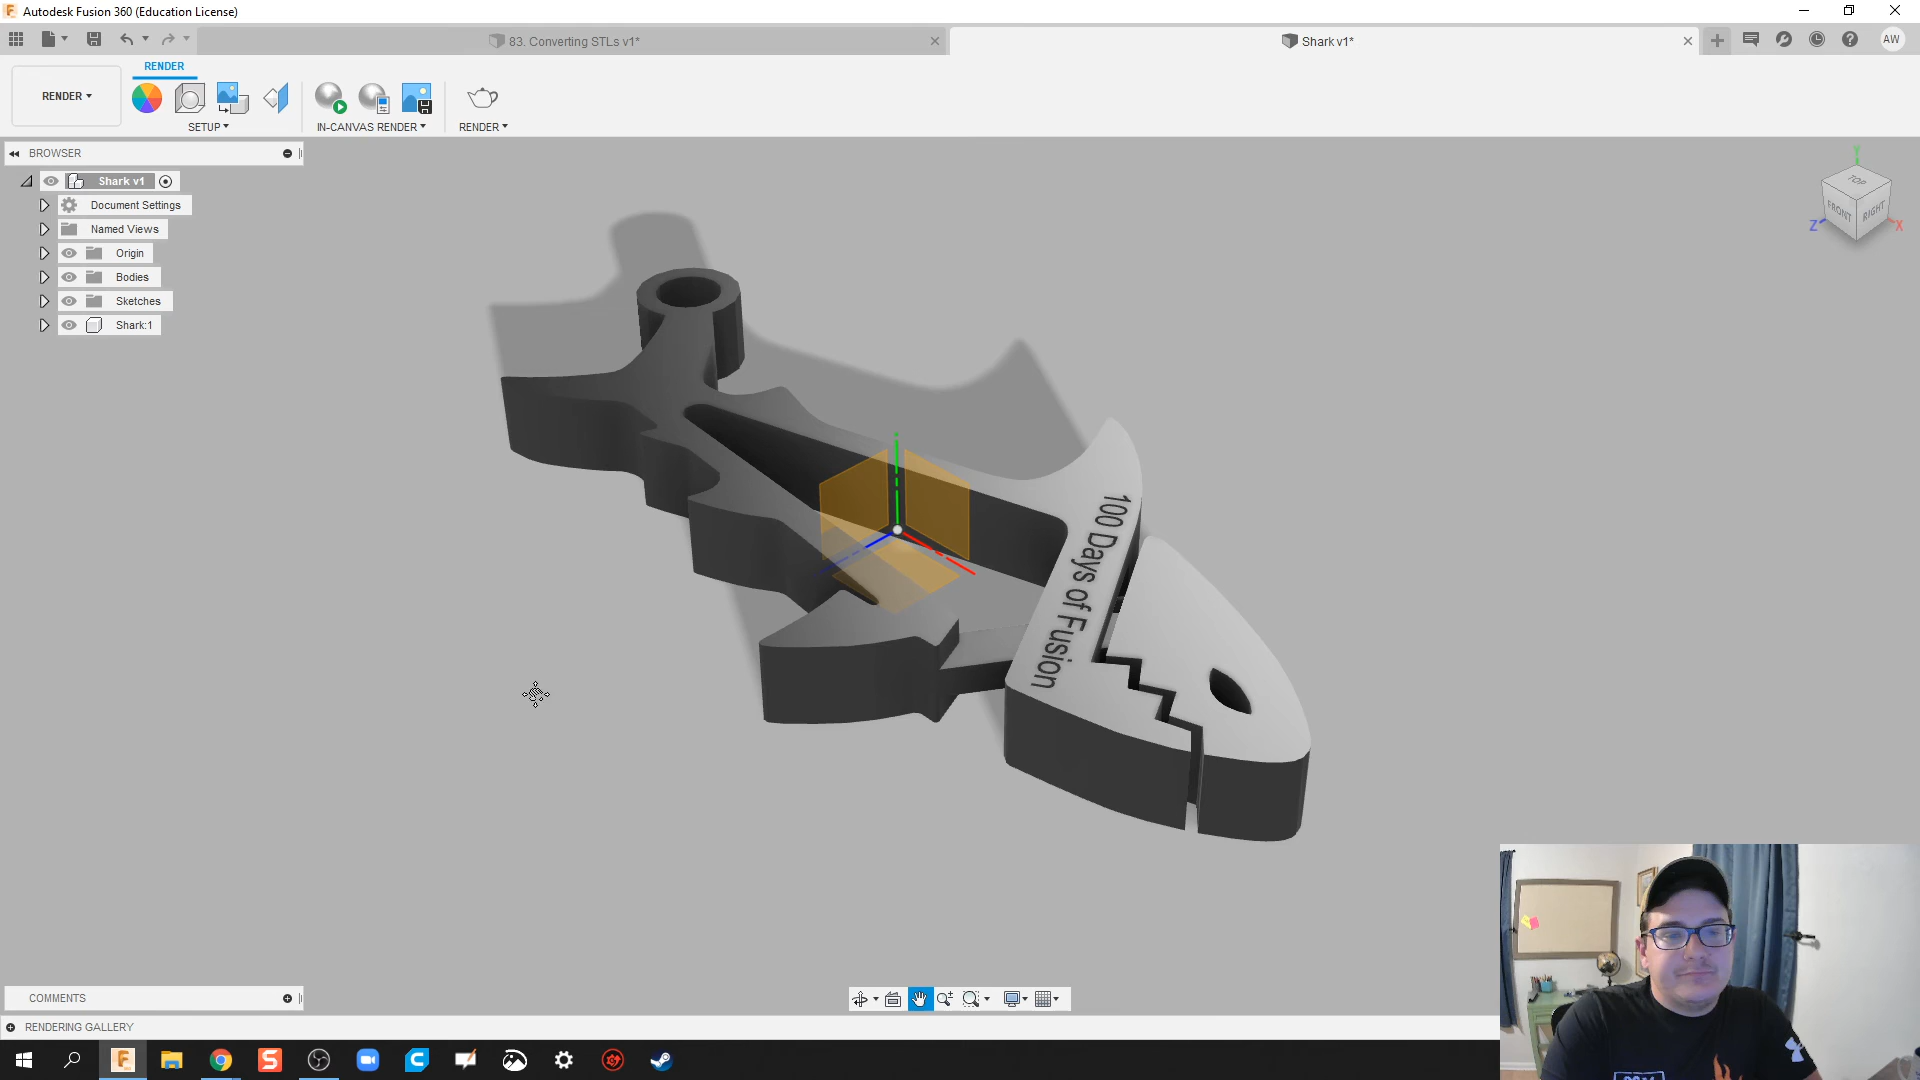 Autodesk Fusion 360 (Education License)
83. Converting STLs v1*
Shark v1*
AW
RENDER
RENDER
SETUP
IN-CANVAS RENDER
RENDER
BROWSER
Shark v1
Document Settings
Named Views
Origin
Bodies
Sketches
Shark:1
Y
TOP
FRONT
RIGHT
Z
X
100 Days of Fusion
COMMENTS
RENDERING GALLERY